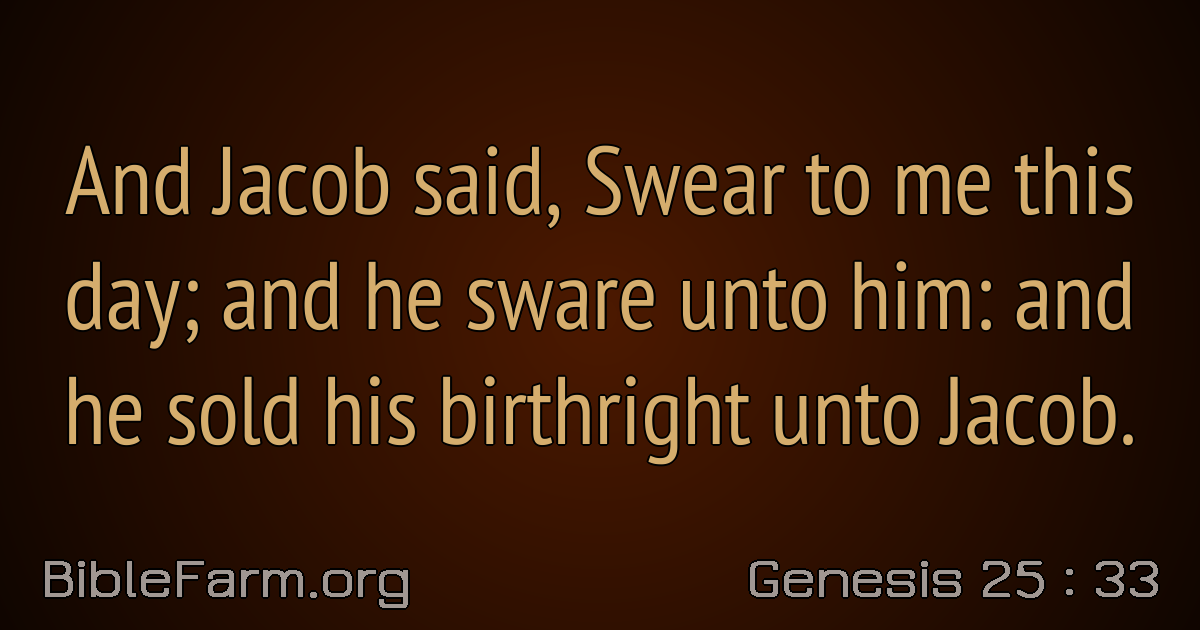 And Jacob said, Swear to me this
day; and he sware unto him: and
he sold his birthright unto Jacob.
BibleFarm.org
Genesis 25 : 33